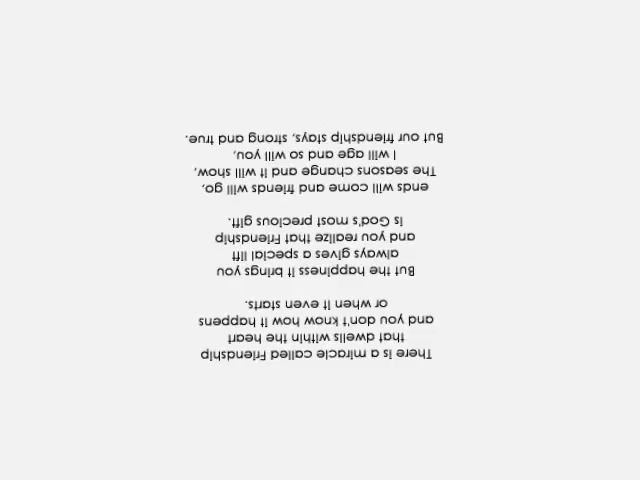 There is a miracle called Friendship
that dwells within the heart
and you don't know how it happens
or when it even starts.
But the happiness it brings you
always gives a special lift
and you realize that Friendship
is God's most precious gift.
ends will come and friends will go,
The seasons change and it will show,
I will age and so will you,
But our friendship stays, strong and true.